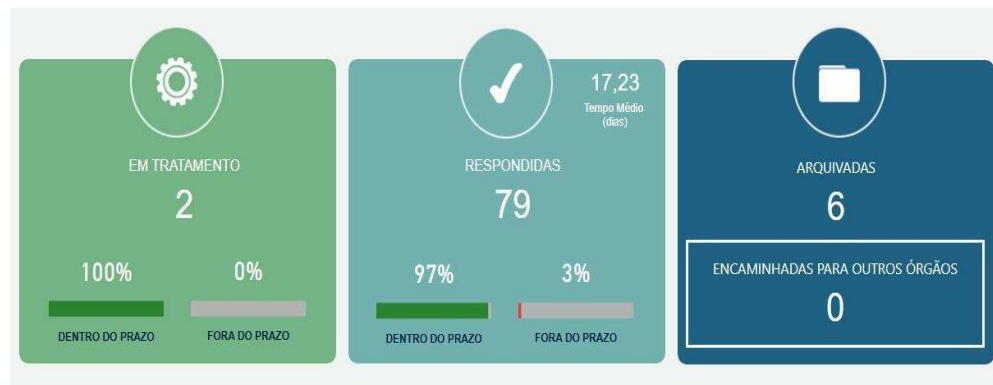 EM TRATAMENTO
2
100%
0%
DENTRO DO PRAZO
FORA DO PRAZO
17,23
Tempo Médio
(dias)
RESPONDIDAS
79
97%
3%
DENTRO DO PRAZO
FORA DO PRAZO
ARQUIVADAS
6
ENCAMINHADAS PARA OUTROS ÓRGÃOS
0